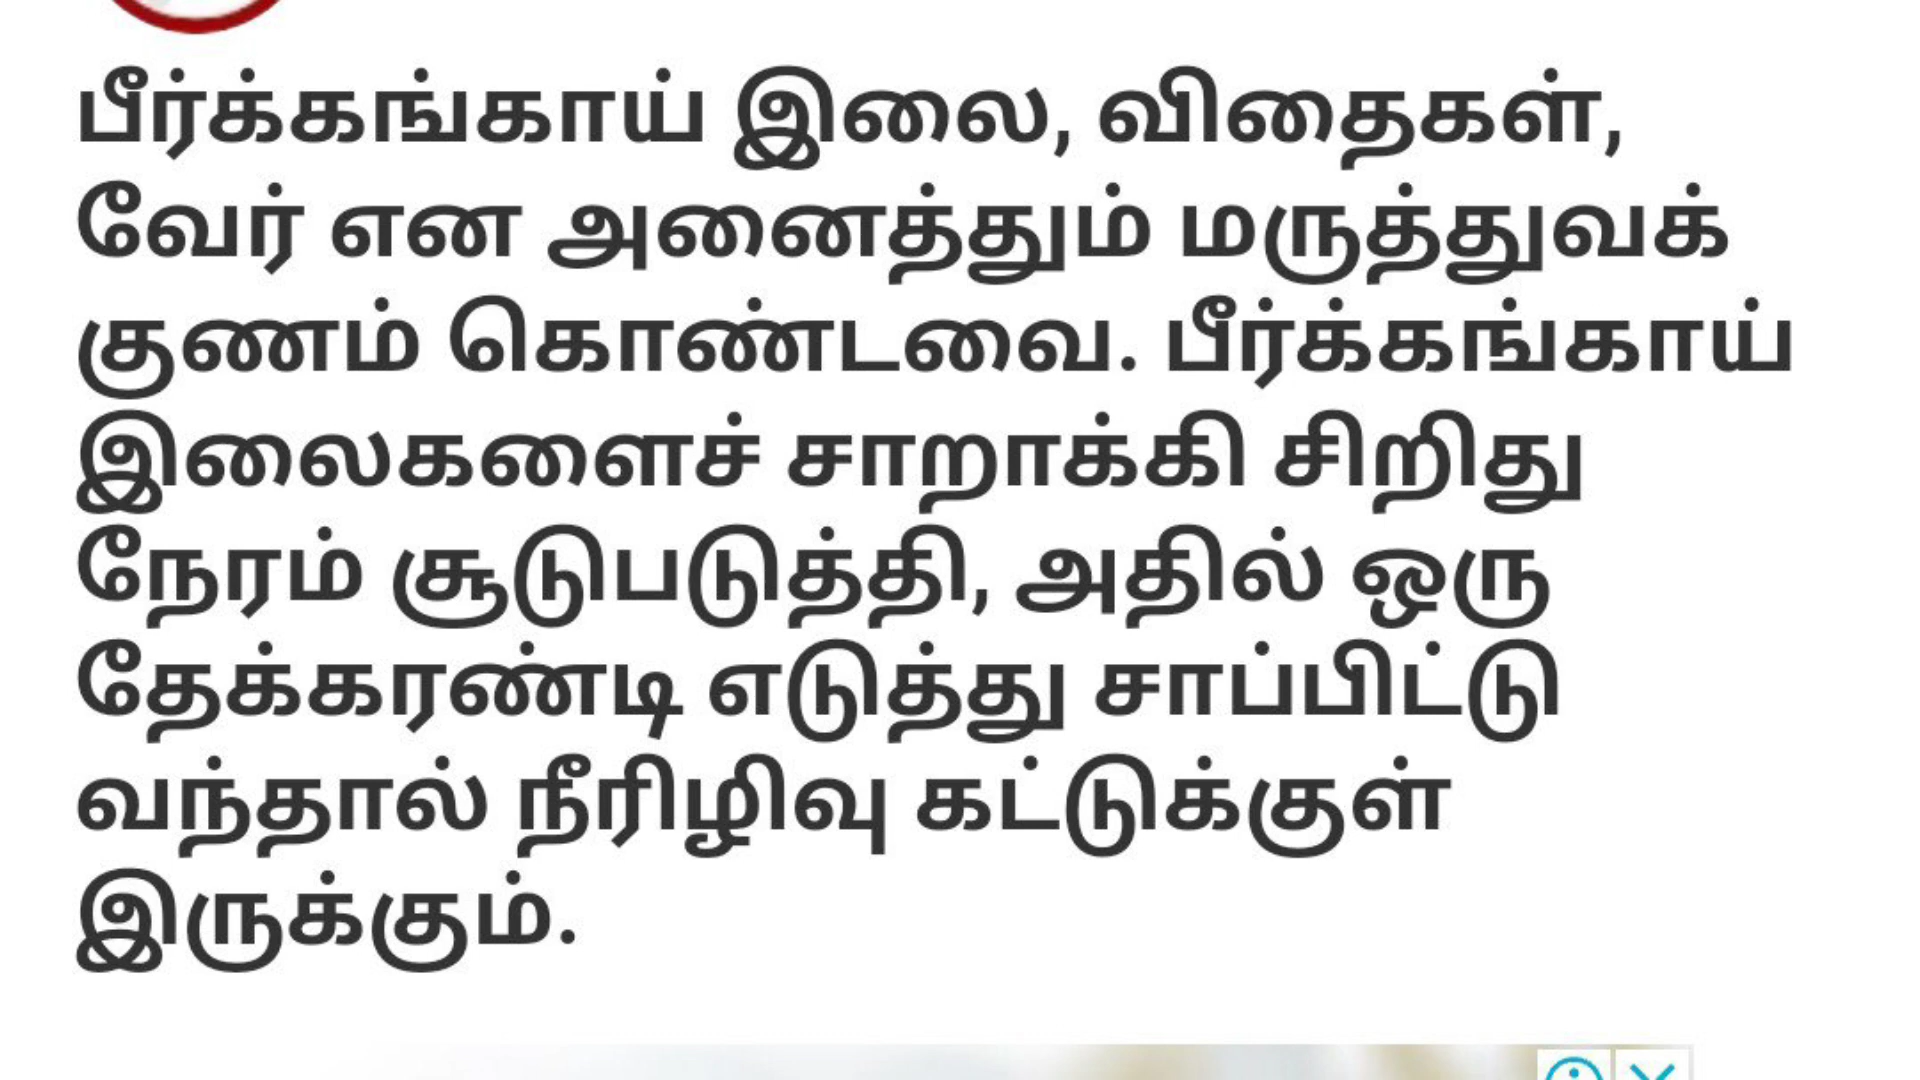 பீர்க்கங்காய் இலை, விதைகள்,
வேர் என அனைத்தும் மருத்துவக்
குணம் கொண்டவை. பீர்க்கங்காய்
இலைகளைச் சாறாக்கி சிறிது
நேரம் சூடுபடுத்தி, அதில் ஒரு
தேக்கரண்டி எடுத்து சாப்பிட்டு
வந்தால் நீரிழிவு கட்டுக்குள்
இருக்கும்.